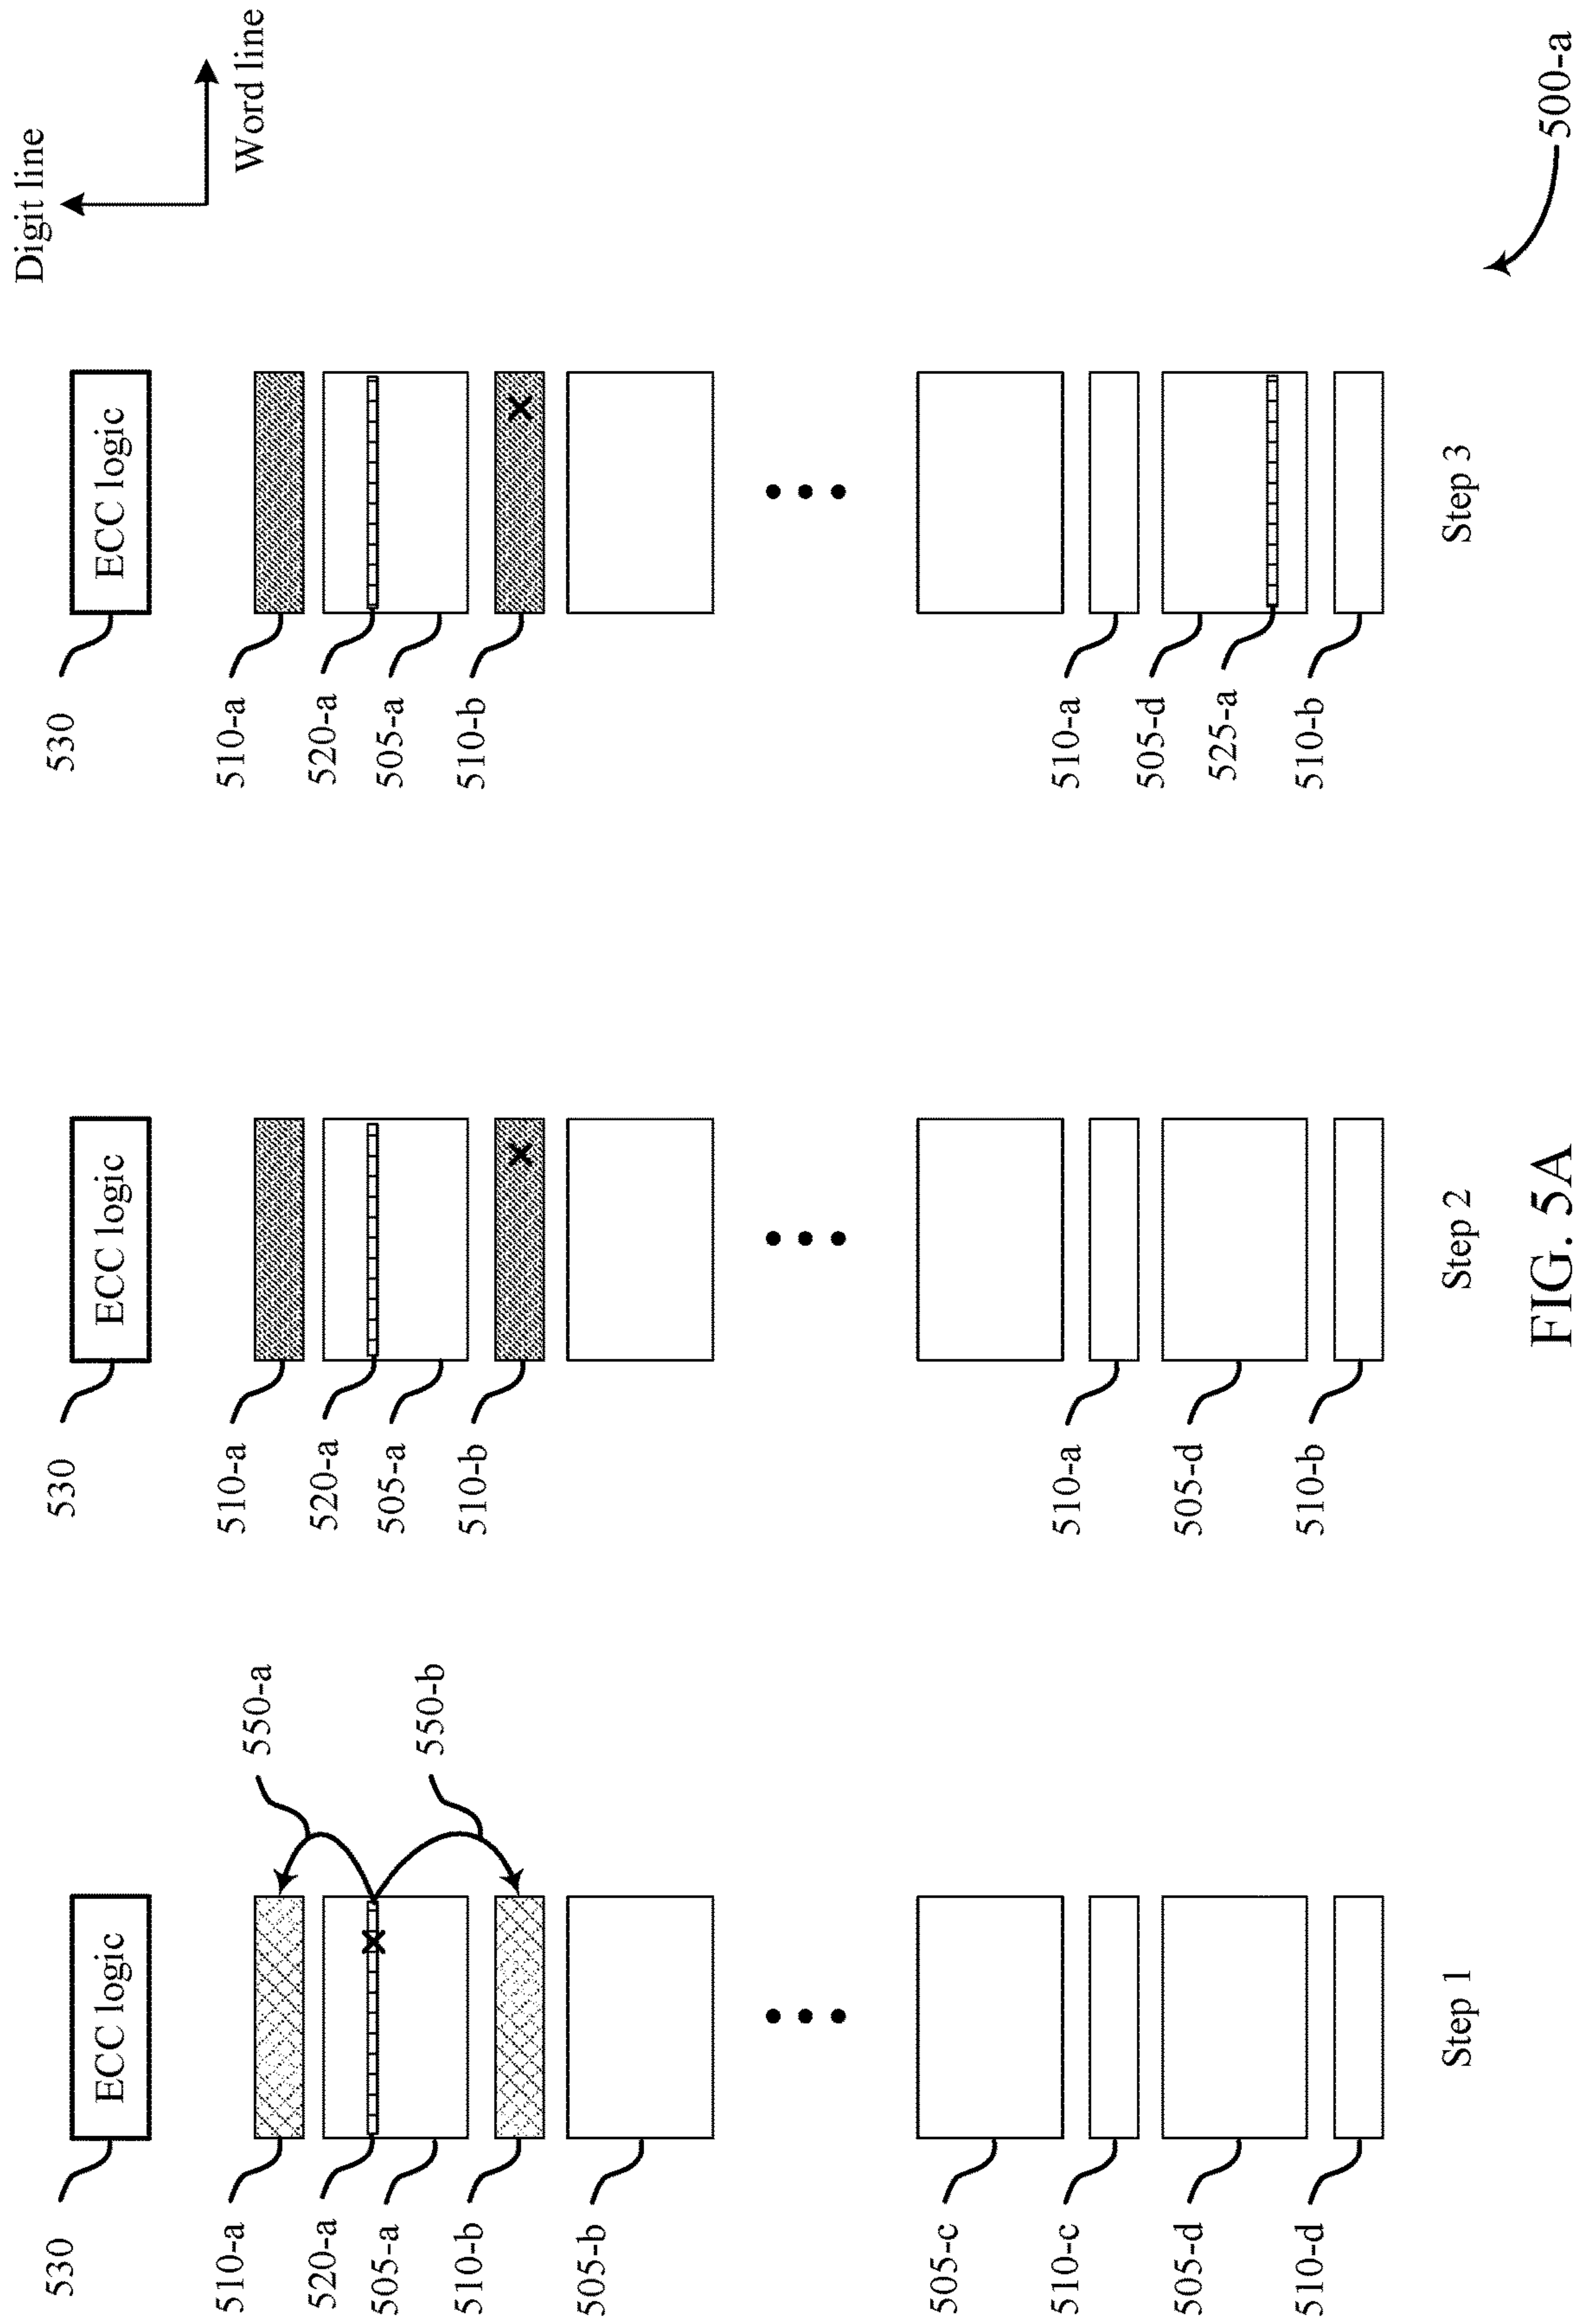 Digit line
Word line
ECC logic
530
510-a
520-a
505-a
510-b
505-b
550-a
550-b
505-c
510-c
505-d
510-d
Step 1
ECC logic
530
510-a
520-a
505-a
510-b
510-a
505-d
510-b
Step 2
ECC logic
530
510-a
520-a
505-a
510-b
510-a
505-d
525-a
510-b
Step 3
500-a
FIG. 5A